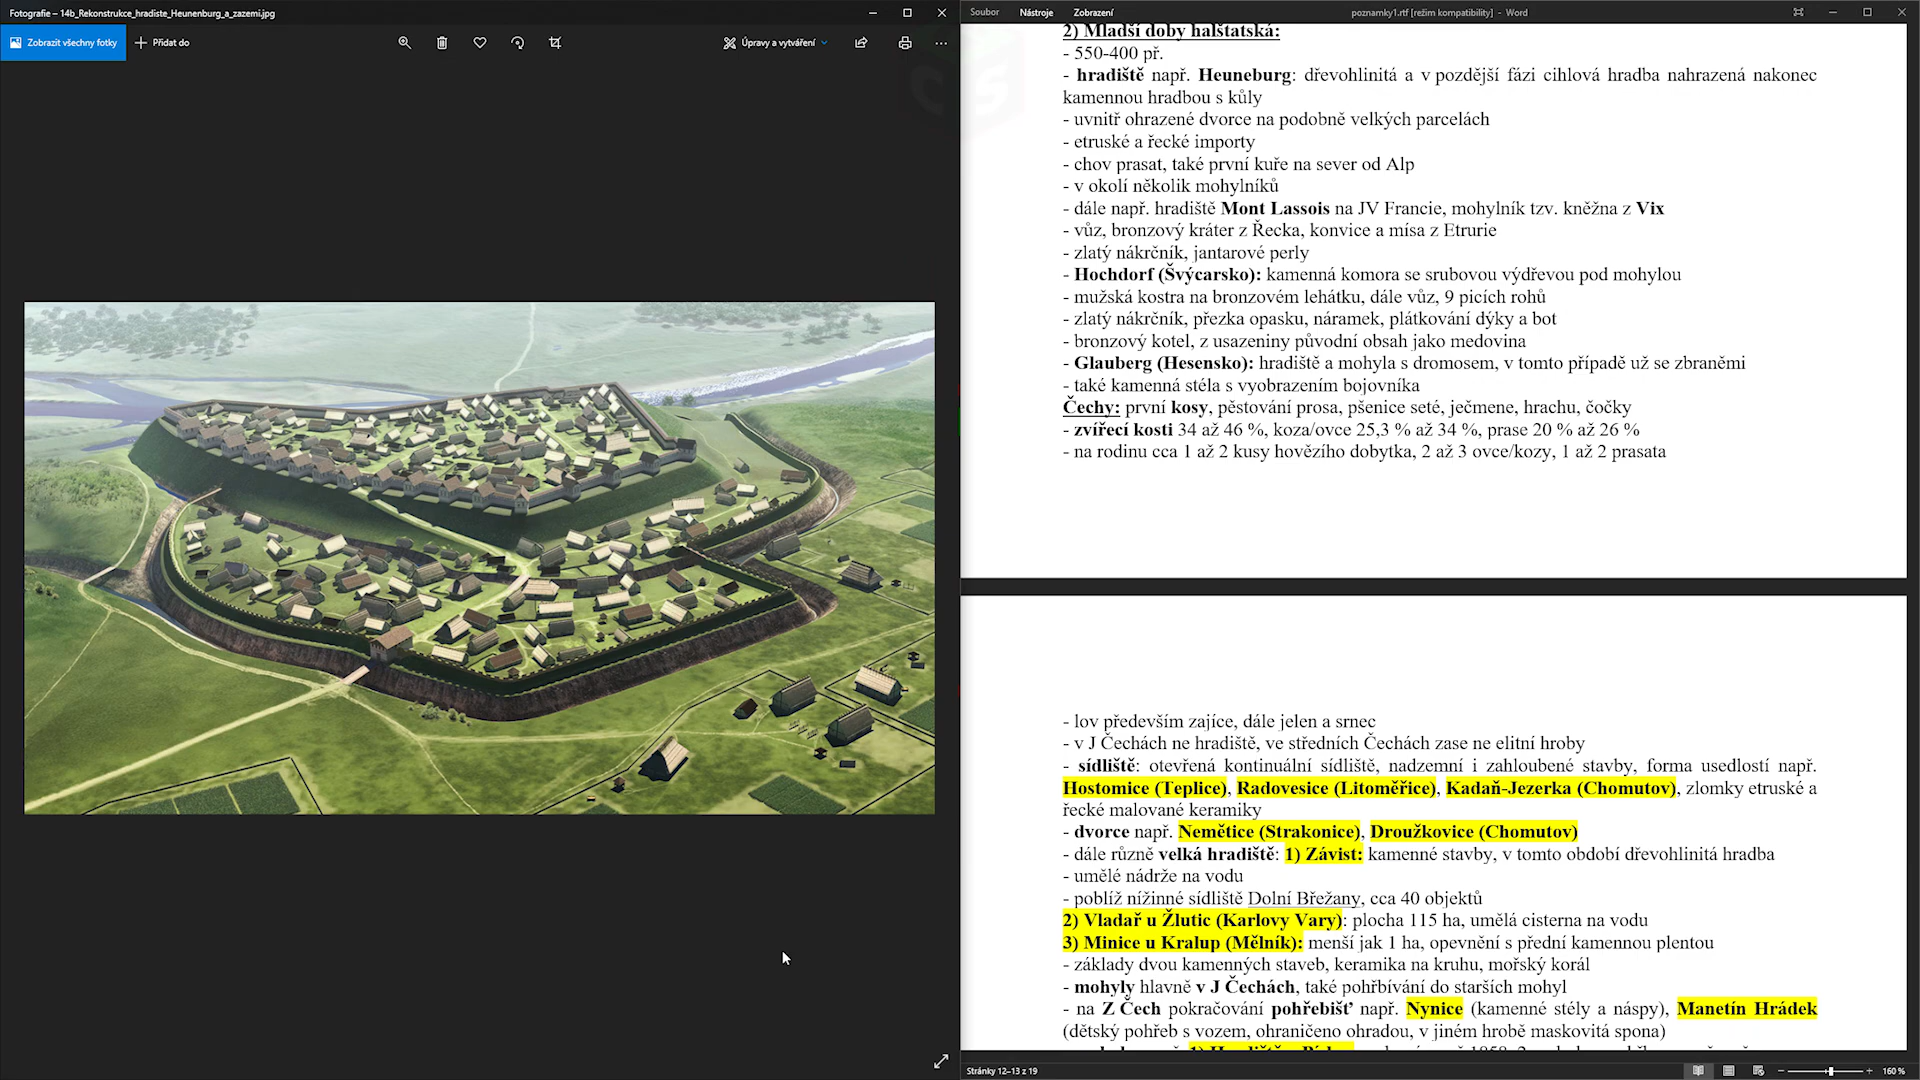 Fotografie – 14b_Rekonstrukce_hradiste_Heunenburg_a_zazemi.jpg
Zobrazit všechny fotky
Přidat do
Úpravy a vytváření
Soubor Nástroje Zobrazení
poznamky1.rtf [režim kompatibility] - Word
2) Mladší doby halštatská:
- 550-400 př.
- hradiště např. Heuneburg: dřevohlinitá a v pozdější fázi cihlová hradba nahrazená nakonec
kamennou hradbou s kůly
- uvnitř ohrazené dvorce na podobně velkých parcelách
- etruské a řecké importy
- chov prasat, také první kuře na sever od Alp
- v okolí několik mohylníků
- dále např. hradiště Mont Lassois na JV Francie, mohylník tzv. kněžna z Vix
- vůz, bronzový kráter z Řecka, konvice a mísa z Etrurie
- zlatý nákrčník, jantarové perly
- Hochdorf (Švýcarsko): kamenná komora se srubovou výdřevou pod mohylou
- mužská kostra na bronzovém lehátku, dále vůz, 9 picích rohů
- zlatý nákrčník, přezka opasku, náramek, plátkování dýky a bot
- bronzový kotel, z usazeniny původní obsah jako medovina
- Glauberg (Hesensko): hradiště a mohyla s dromosem, v tomto případě už se zbraněmi
- také kamenná stéla s vyobrazením bojovníka
Čechy: první kosy, pěstování prosa, pšenice seté, ječmene, hrachu, čočky
- zvířecí kosti 34 až 46 %, koza/ovce 25,3 % až 34 %, prase 20 % až 26 %
- na rodinu cca 1 až 2 kusy hovězího dobytka, 2 až 3 ovce/kozy, 1 až 2 prasata
- lov především zajíce, dále jelen a srnec
- v J Čechách ne hradiště, ve středních Čechách zase ne elitní hroby
- sídliště: otevřená kontinuální sídliště, nadzemní i zahloubené stavby, forma usedlostí např.
Hostomice (Teplice), Radovesice (Litoměřice), Kadaň-Jezerka (Chomutov), zlomky etruské a
řecké malované keramiky
- dvorce např. Nemětice (Strakonice), Droužkovice (Chomutov)
- dále různě velká hradiště: 1) Závist: kamenné stavby, v tomto období dřevohlinitá hradba
- umělé nádrže na vodu
- poblíž nížinné sídliště Dolní Břežany, cca 40 objektů
2) Vladař u Žlutic (Karlovy Vary): plocha 115 ha, umělá cisterna na vodu
3) Minice u Kralup (Mělník): menší jak 1 ha, opevnění s přední kamennou plentou
- základy dvou kamenných staveb, keramika na kruhu, mořský korál
- mohyly hlavně v J Čechách, také pohřbívání do starších mohyl
- na Z Čech pokračování pohřebišť např. Nynice (kamenné stély a náspy), Manetín Hrádek
(dětský pohřeb s vozem, ohraničeno ohradou, v jiném hrobě maskovitá spona)
Stránky 12–13 z 19
160 %